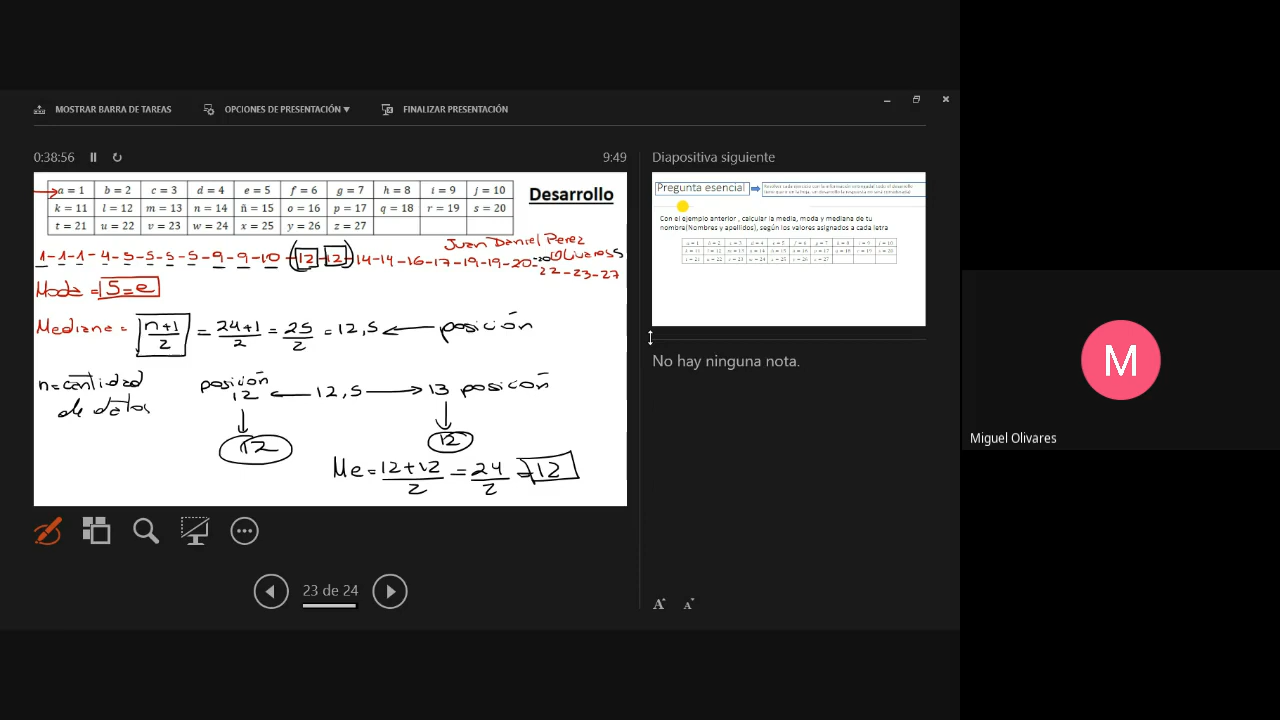 MOSTRAR BARRA DE TAREAS OPCIONES DE PRESENTACIÓN ▾ FINALIZAR PRESENTACIÓN
0:38:56 9:49
a = 1 b = 2 c = 3 d = 4 e = 5 f = 6 g = 7 h = 8 i = 9 j = 10
k = 11 l = 12 m = 13 n = 14 ñ = 15 o = 16 p = 17 q = 18 r = 19 s = 20
t = 21 u = 22 v = 23 w = 24 x = 25 y = 26 z = 27
Desarrollo
Juan Daniel Perez
Olivares
1-1-1-4-5-5-5-5-9-9-10-12-12-14-14-16-17-19-19-20-20
22-23-27
Moda = 5=e
Mediana = n+1/2 = 24+1/2 = 25/2 = 12,5 ← posición
n=cantidad de datos
posición 12 ← 12,5 → 13 posición
12 12
Me = 12+12/2 = 24/2 = 12
23 de 24
Diapositiva siguiente
Pregunta esencial
Con el ejemplo anterior , calcular la media, moda y mediana de tu
nombre(Nombres y apellidos), según los valores asignados a cada letra
No hay ninguna nota.
A A
M
Miguel Olivares